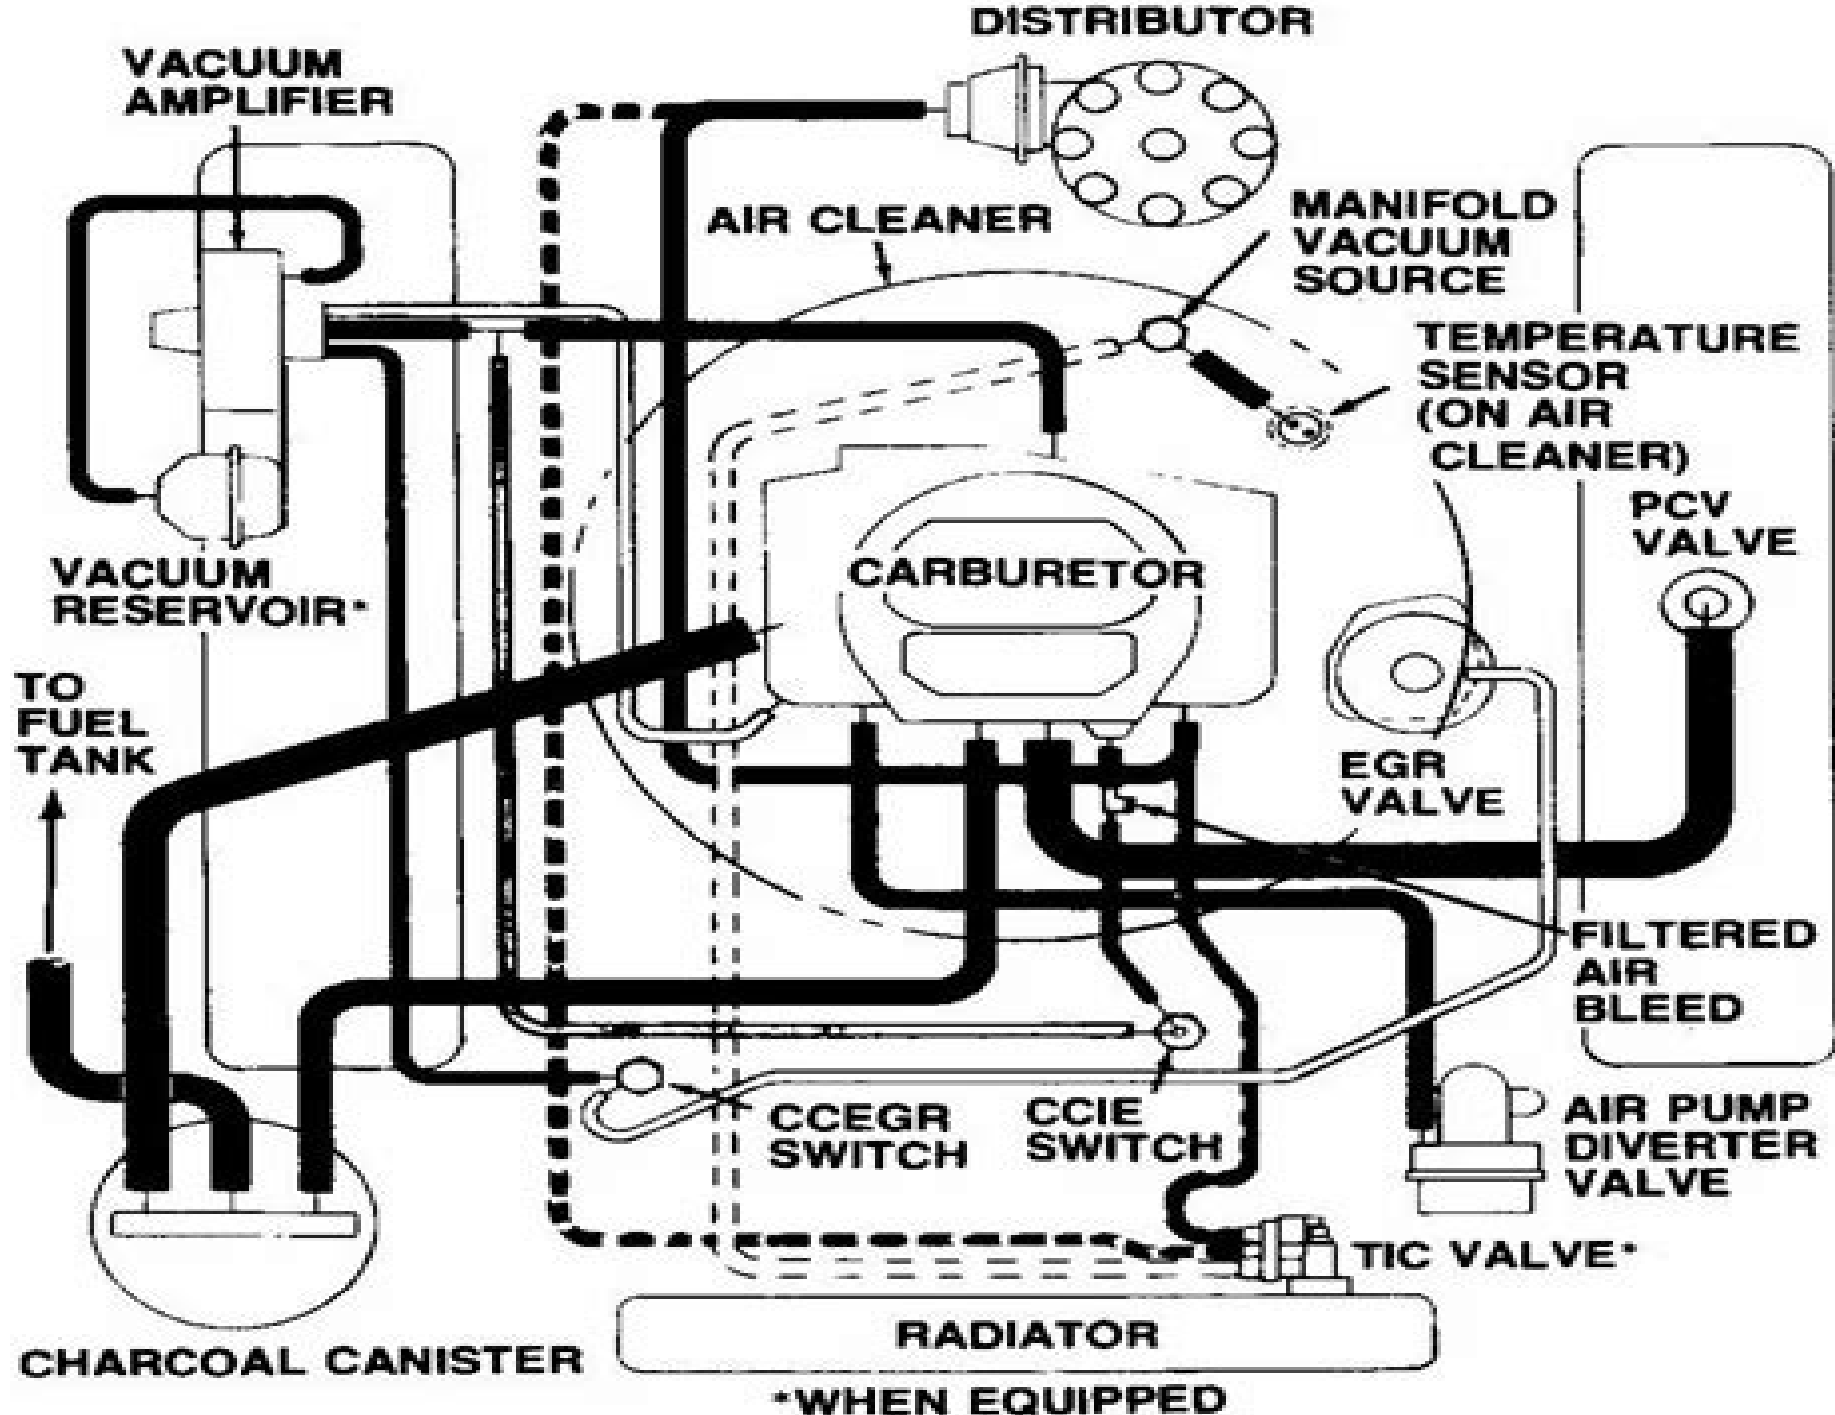 DISTRIBUTOR
VACUUM
AMPLIFIER
AIR CLEANER
MANIFOLD
VACUUM
SOURCE
TEMPERATURE
SENSOR
(ON AIR
CLEANER)
PCV
VALVE
CARBURETOR
VACUUM
RESERVOIR*
TO
FUEL
TANK
EGR
VALVE
FILTERED
AIR
BLEED
CCEGR
SWITCH
CCIE
SWITCH
AIR PUMP
DIVERTER
VALVE
TIC VALVE*
RADIATOR
CHARCOAL CANISTER
*WHEN EQUIPPED